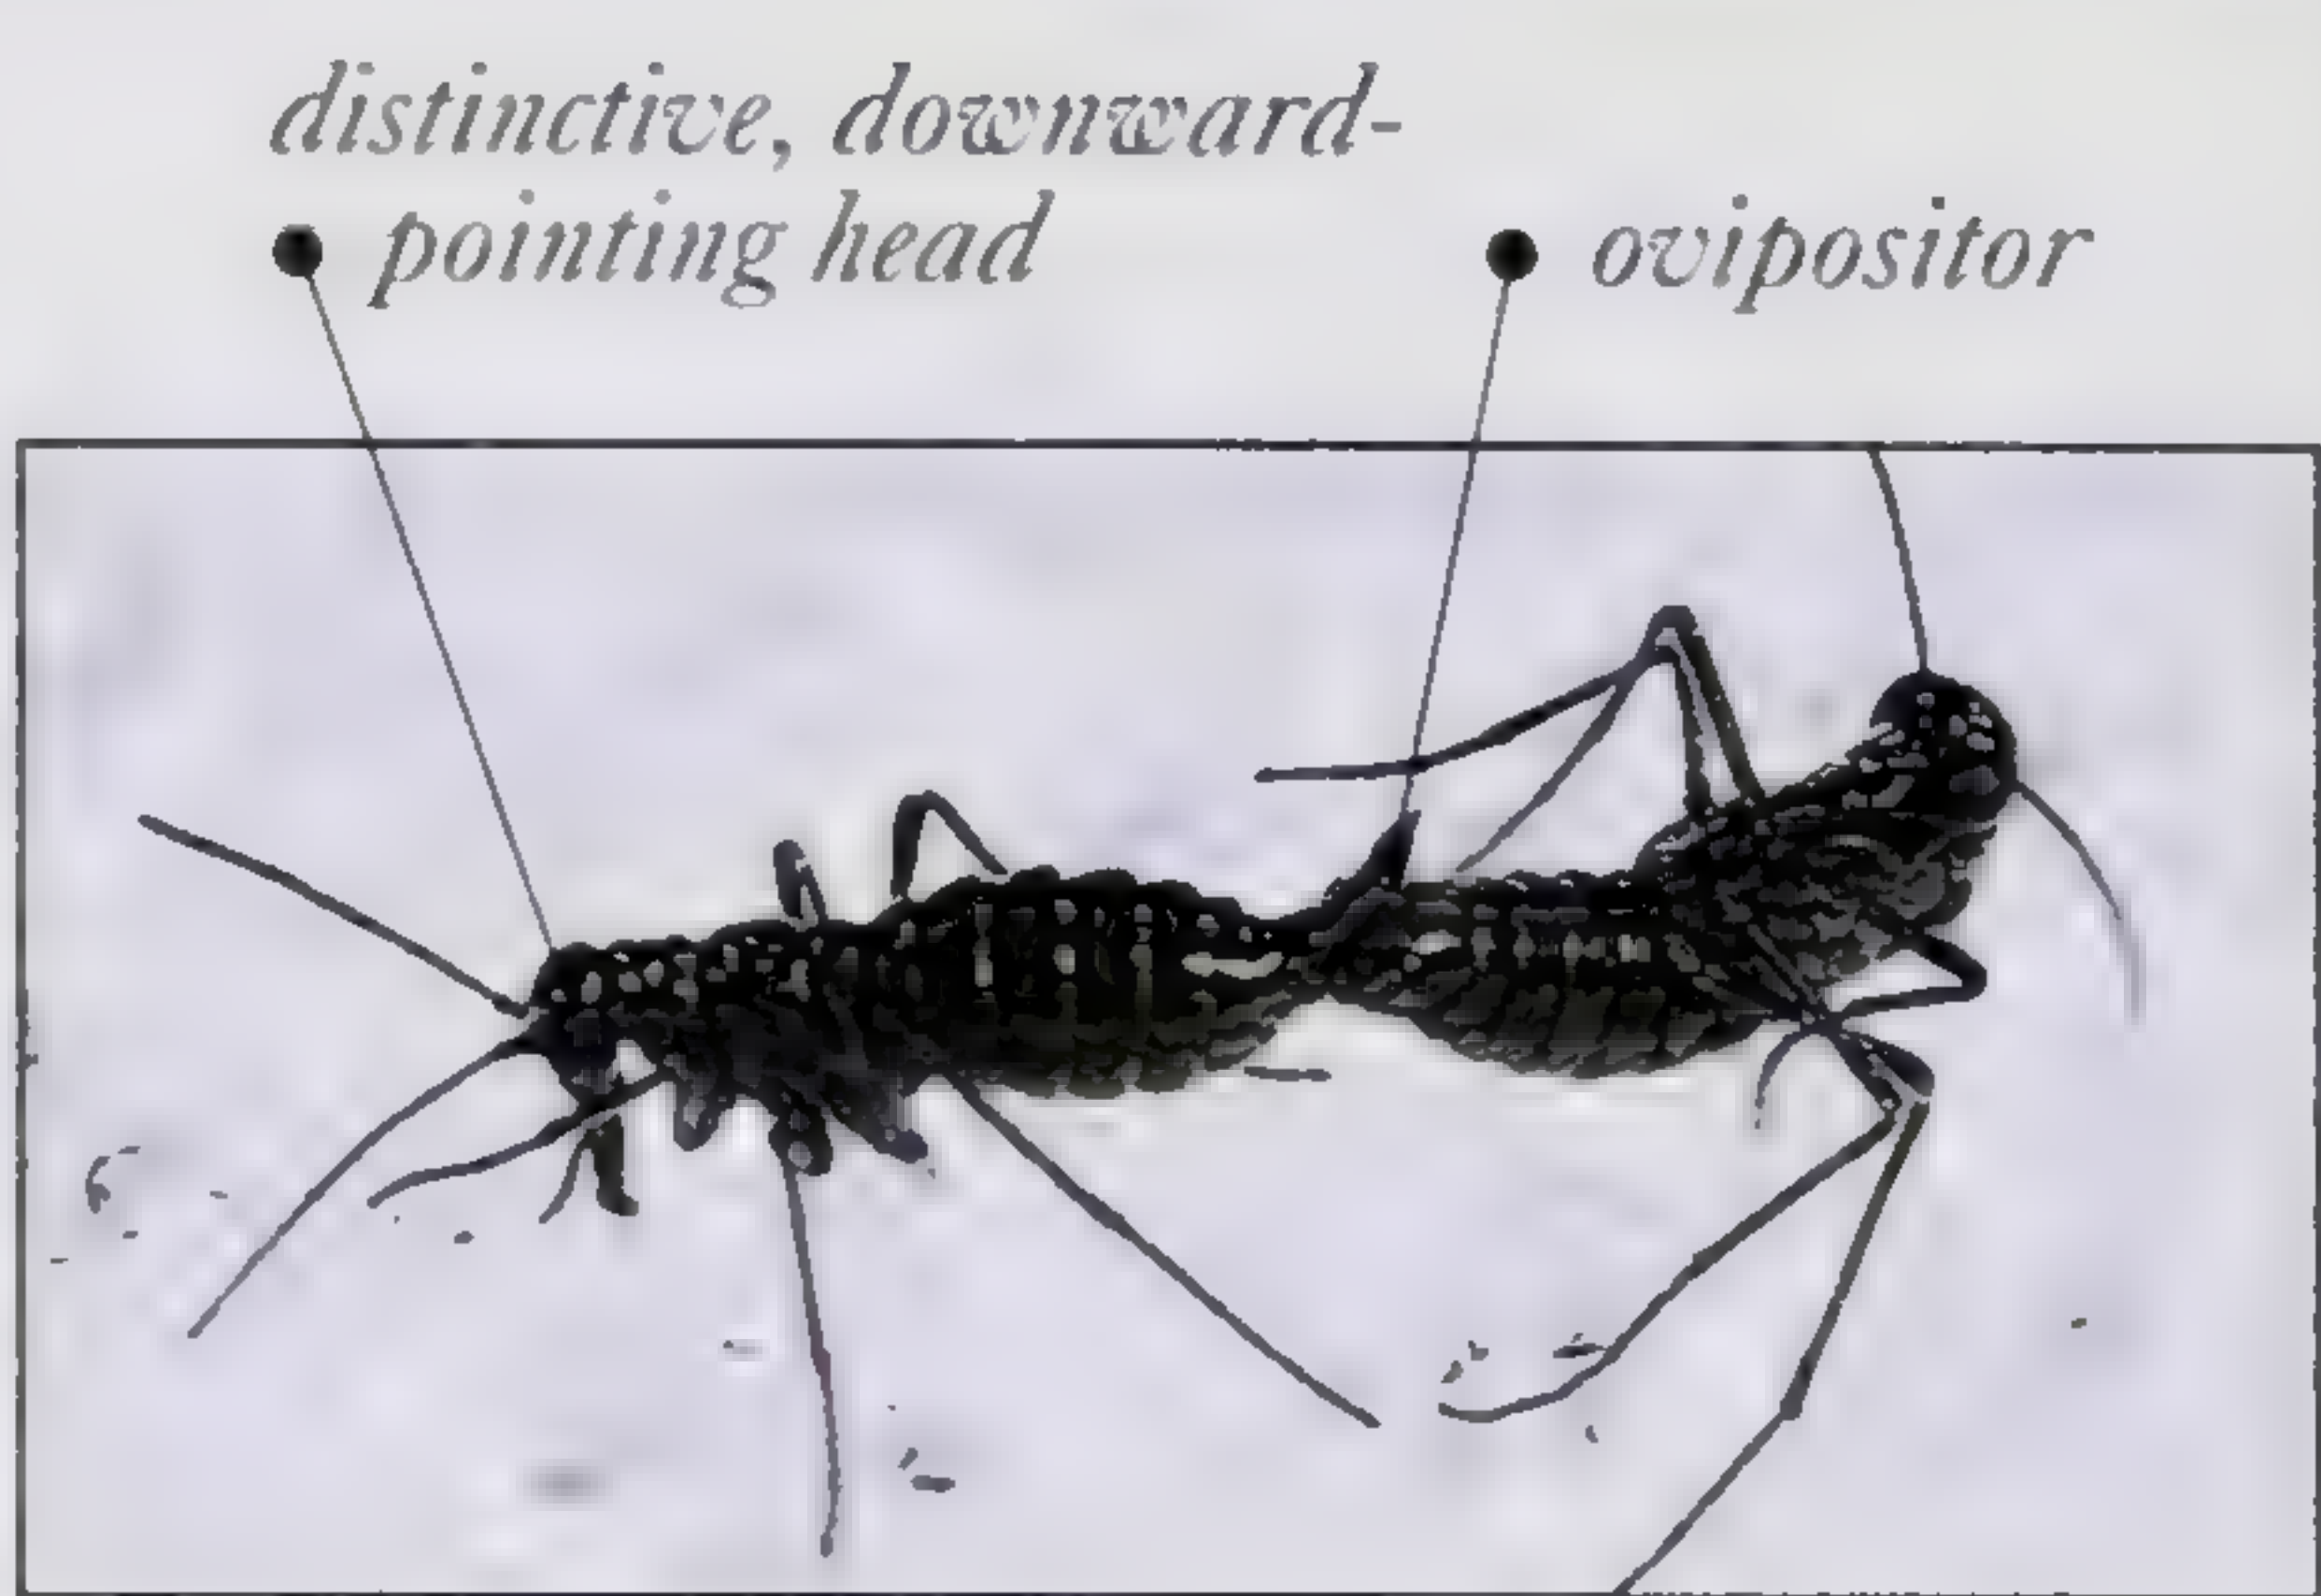 distinctive, downward-
pointing head
ovipositor